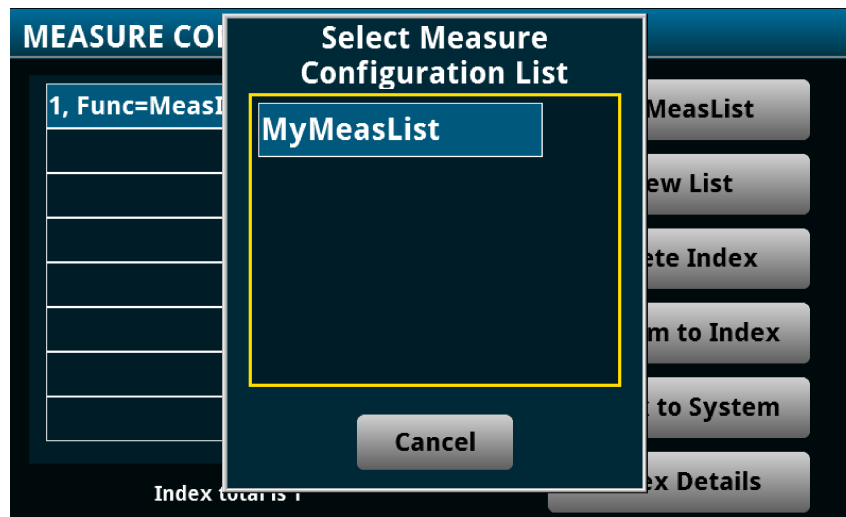 MEASURE CO
Select Measure
Configuration List
1, Func=Meas
MyMeasList
MeasList
ew List
ete Index
m to Index
to System
ex Details
Cancel
Index total is 1